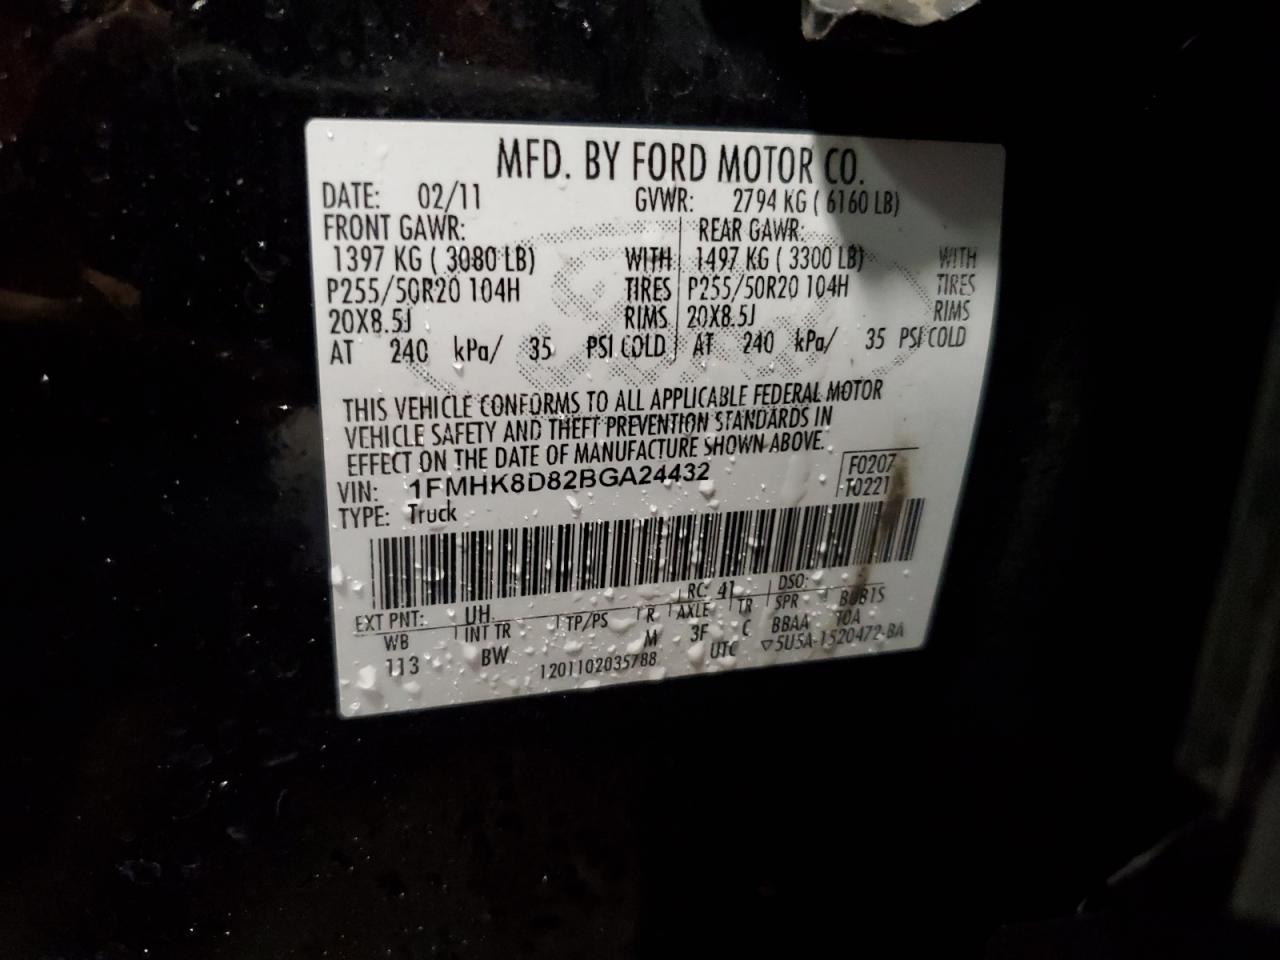 MFD. BY FORD MOTOR CO.
DATE: 02/11 GVWR: 2794 KG ( 6160 LB)
FRONT GAWR: REAR GAWR:
1397 KG ( 3080 LB) WITH 1497 KG ( 3300 LB) WITH
P255/50R20 104H TIRES P255/50R20 104H TIRES
20X8.5J RIMS 20X8.5J RIMS
AT 240 kPa/ 35 PSI COLD AT 240 kPa/ 35 PSI COLD
THIS VEHICLE CONFORMS TO ALL APPLICABLE FEDERAL MOTOR
VEHICLE SAFETY AND THEFT PREVENTION STANDARDS IN
EFFECT ON THE DATE OF MANUFACTURE SHOWN ABOVE.
VIN: 1FMHK8D82BGA24432 F0207
TYPE: Truck T0221
EXT PNT: UH RC: 41 DSO:
WB INT TR TP/PS R AXLE TR SPR
113 BW M 3F C BBAA
1201102035788 UTC ▽5U5A-1520472-BA